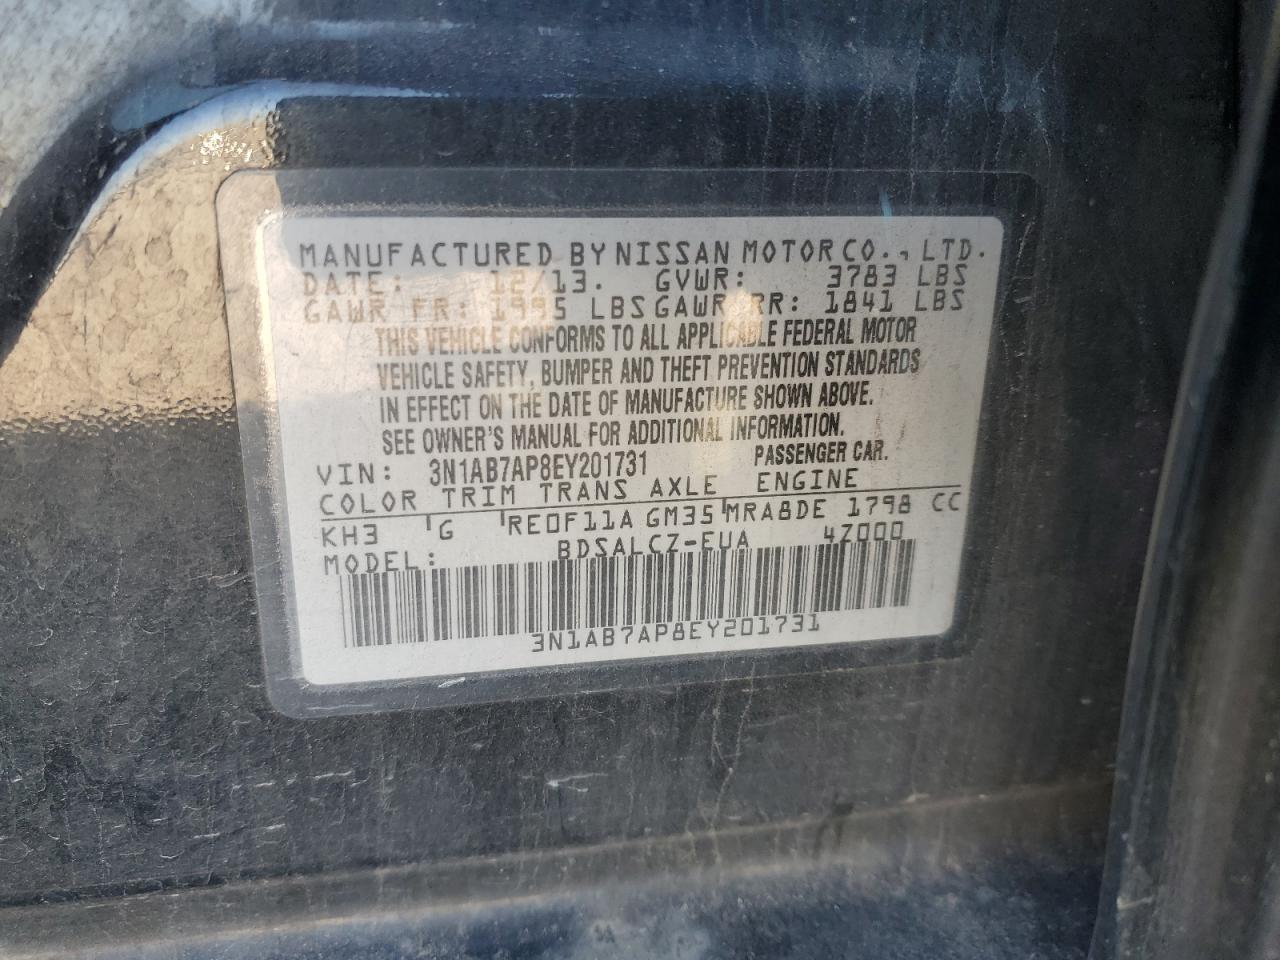 MANUFACTURED BY NISSAN MOTOR CO., LTD.
DATE: 12/13. GVWR: 3783 LBS
GAWR FR: 1995 LBS GAWR RR: 1841 LBS
THIS VEHICLE CONFORMS TO ALL APPLICABLE FEDERAL MOTOR
VEHICLE SAFETY, BUMPER AND THEFT PREVENTION STANDARDS
IN EFFECT ON THE DATE OF MANUFACTURE SHOWN ABOVE.
SEE OWNER'S MANUAL FOR ADDITIONAL INFORMATION.
VIN: 3N1AB7AP8EY201731 PASSENGER CAR.
COLOR TRIM TRANS AXLE ENGINE
KH3 G RE0F11A GM35 MRA8DE 1798 CC
MODEL: BDSALCZ-EUA 4Z000
3N1AB7AP8EY201731